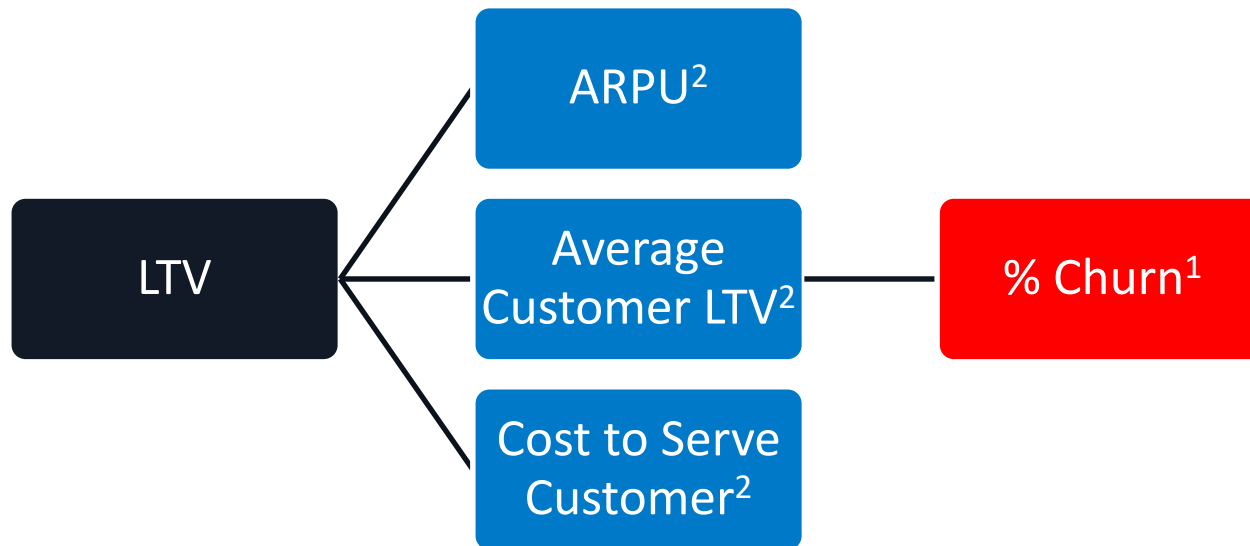 ARPU²
LTV
Average
Customer LTV²
% Churn¹
Cost to Serve
Customer²